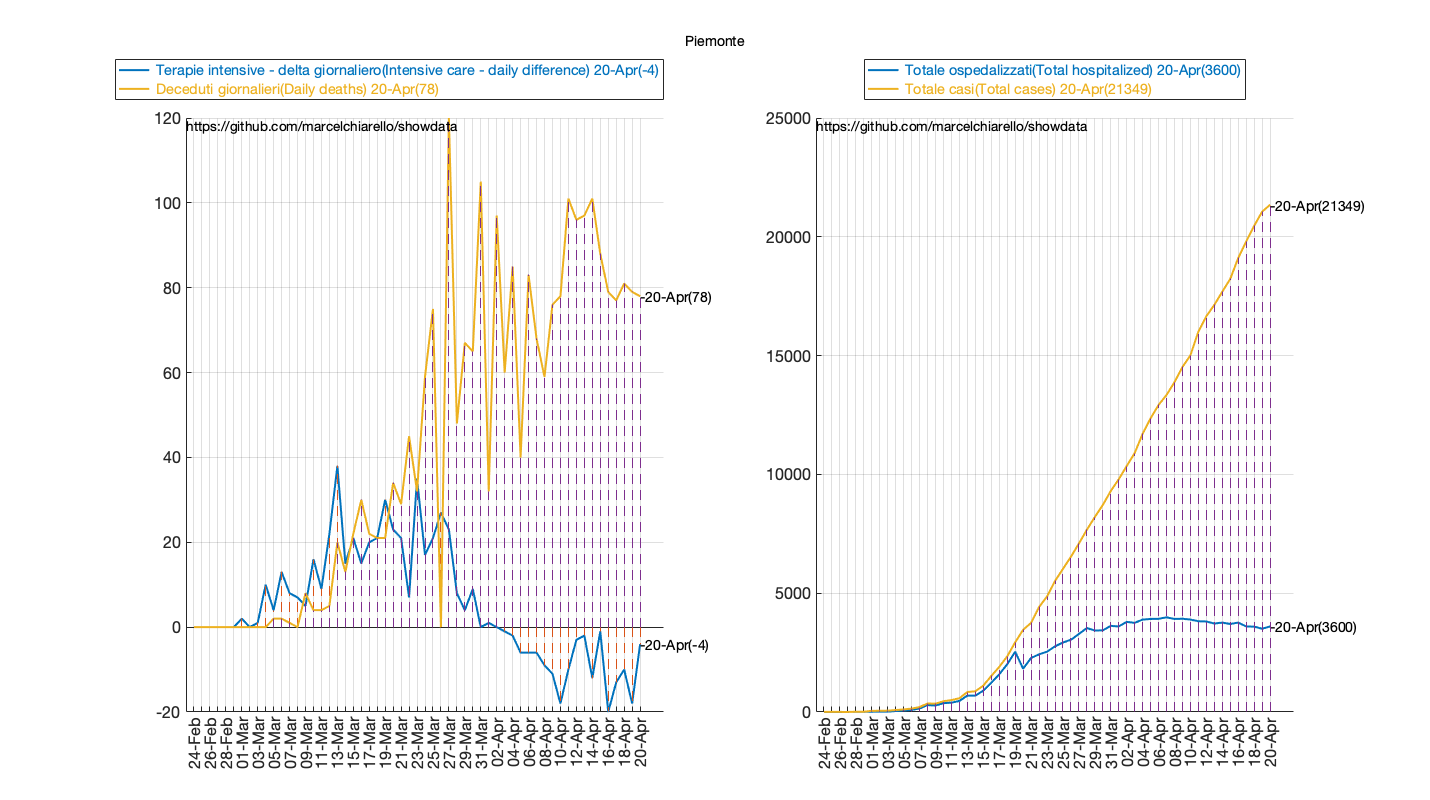 Piemonte
Terapie intensive - delta giornaliero(Intensive care - daily difference) 20-Apr(-4)
Deceduti giornalieri(Daily deaths) 20-Apr(78)
https://github.com/marcelchiarello/showdata
120
100
80
60
40
20
0
-20
-20-Apr(78)
-20-Apr(-4)
24-Feb
26-Feb
28-Feb
01-Mar
03-Mar
05-Mar
07-Mar
09-Mar
11-Mar
13-Mar
15-Mar
17-Mar
19-Mar
21-Mar
23-Mar
25-Mar
27-Mar
29-Mar
31-Mar
02-Apr
04-Apr
06-Apr
08-Apr
10-Apr
12-Apr
14-Apr
16-Apr
18-Apr
20-Apr
Totale ospedalizzati(Total hospitalized) 20-Apr(3600)
Totale casi(Total cases) 20-Apr(21349)
https://github.com/marcelchiarello/showdata
25000
20000
15000
10000
5000
0
-20-Apr(21349)
-20-Apr(3600)
24-Feb
26-Feb
28-Feb
01-Mar
03-Mar
05-Mar
07-Mar
09-Mar
11-Mar
13-Mar
15-Mar
17-Mar
19-Mar
21-Mar
23-Mar
25-Mar
27-Mar
29-Mar
31-Mar
02-Apr
04-Apr
06-Apr
08-Apr
10-Apr
12-Apr
14-Apr
16-Apr
18-Apr
20-Apr